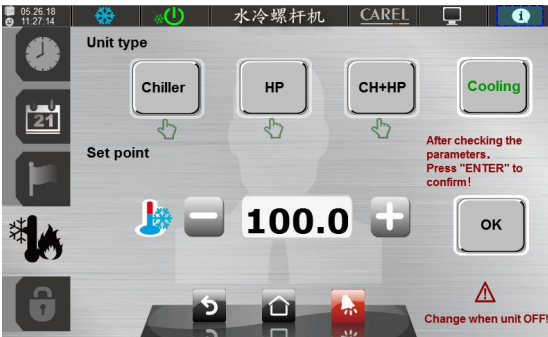 05.26.18
11:27:14
水冷螺杆机
CAREL
i
Unit type
Chiller
HP
CH+HP
Cooling
21
Set point
After checking the
parameters.
Press "ENTER" to
confirm!
100.0
OK
Change when unit OFF!